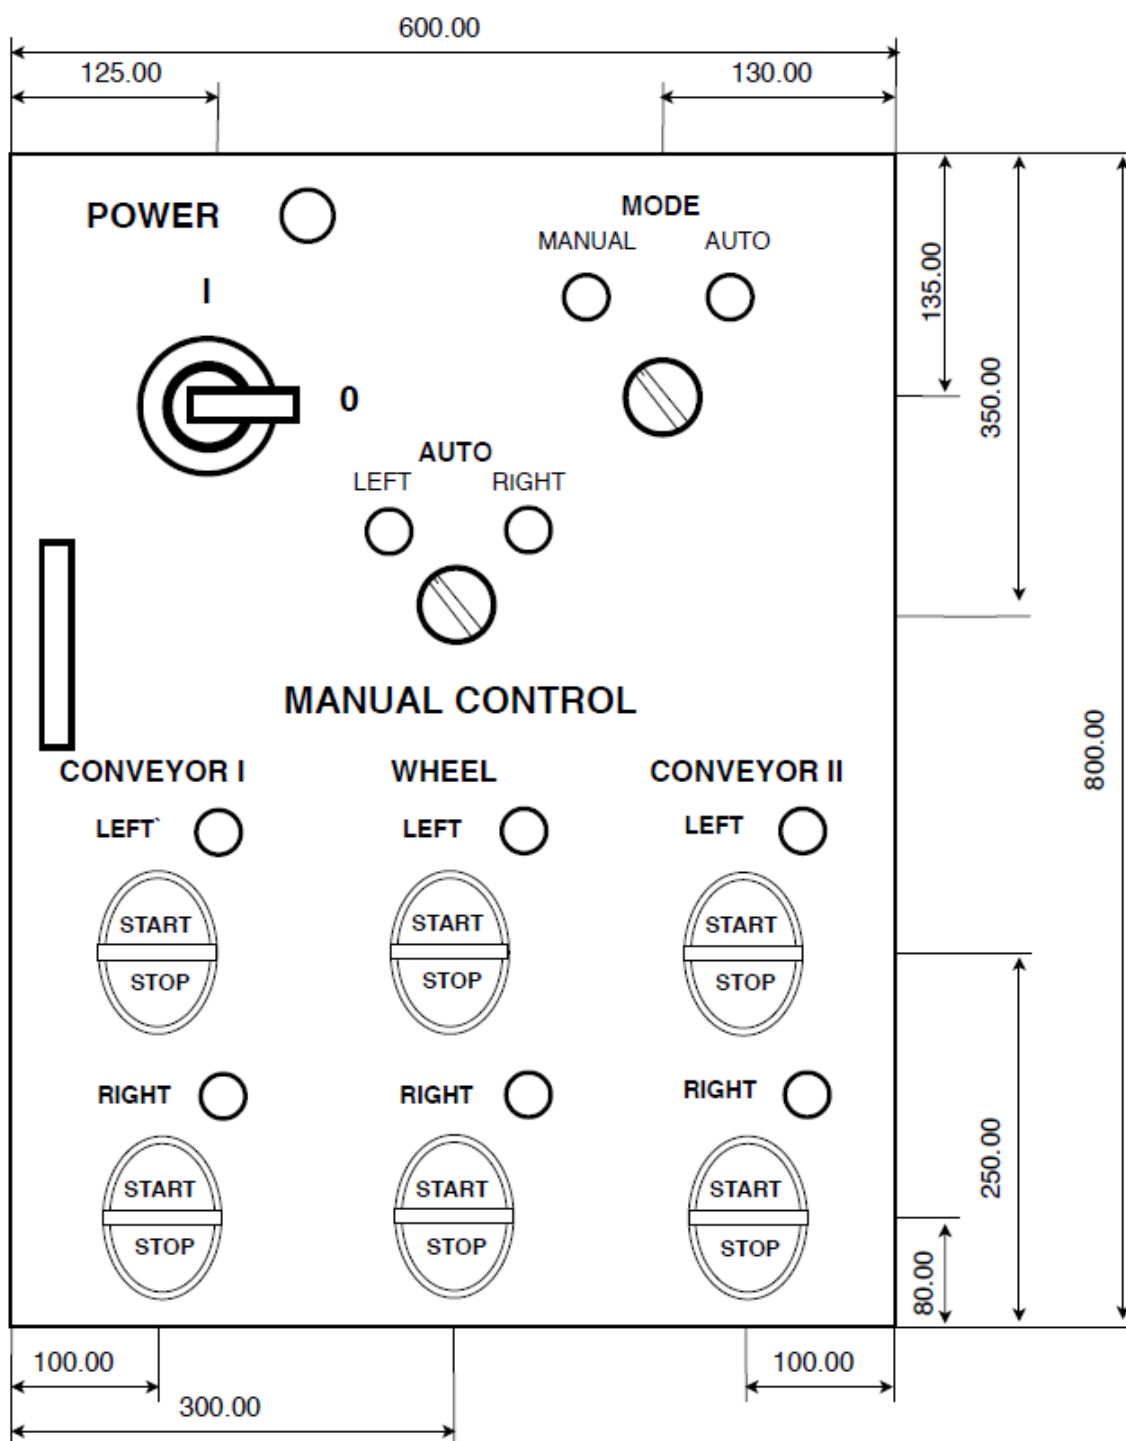 600.00
125.00 130.00
POWER MODE
MANUAL AUTO
I
135.00
350.00
0
AUTO
LEFT RIGHT
MANUAL CONTROL
800.00
CONVEYOR I WHEEL CONVEYOR II
LEFT` LEFT LEFT
START START START
STOP STOP STOP
RIGHT RIGHT RIGHT
250.00
START START START
STOP STOP STOP
80.00
100.00 100.00
300.00